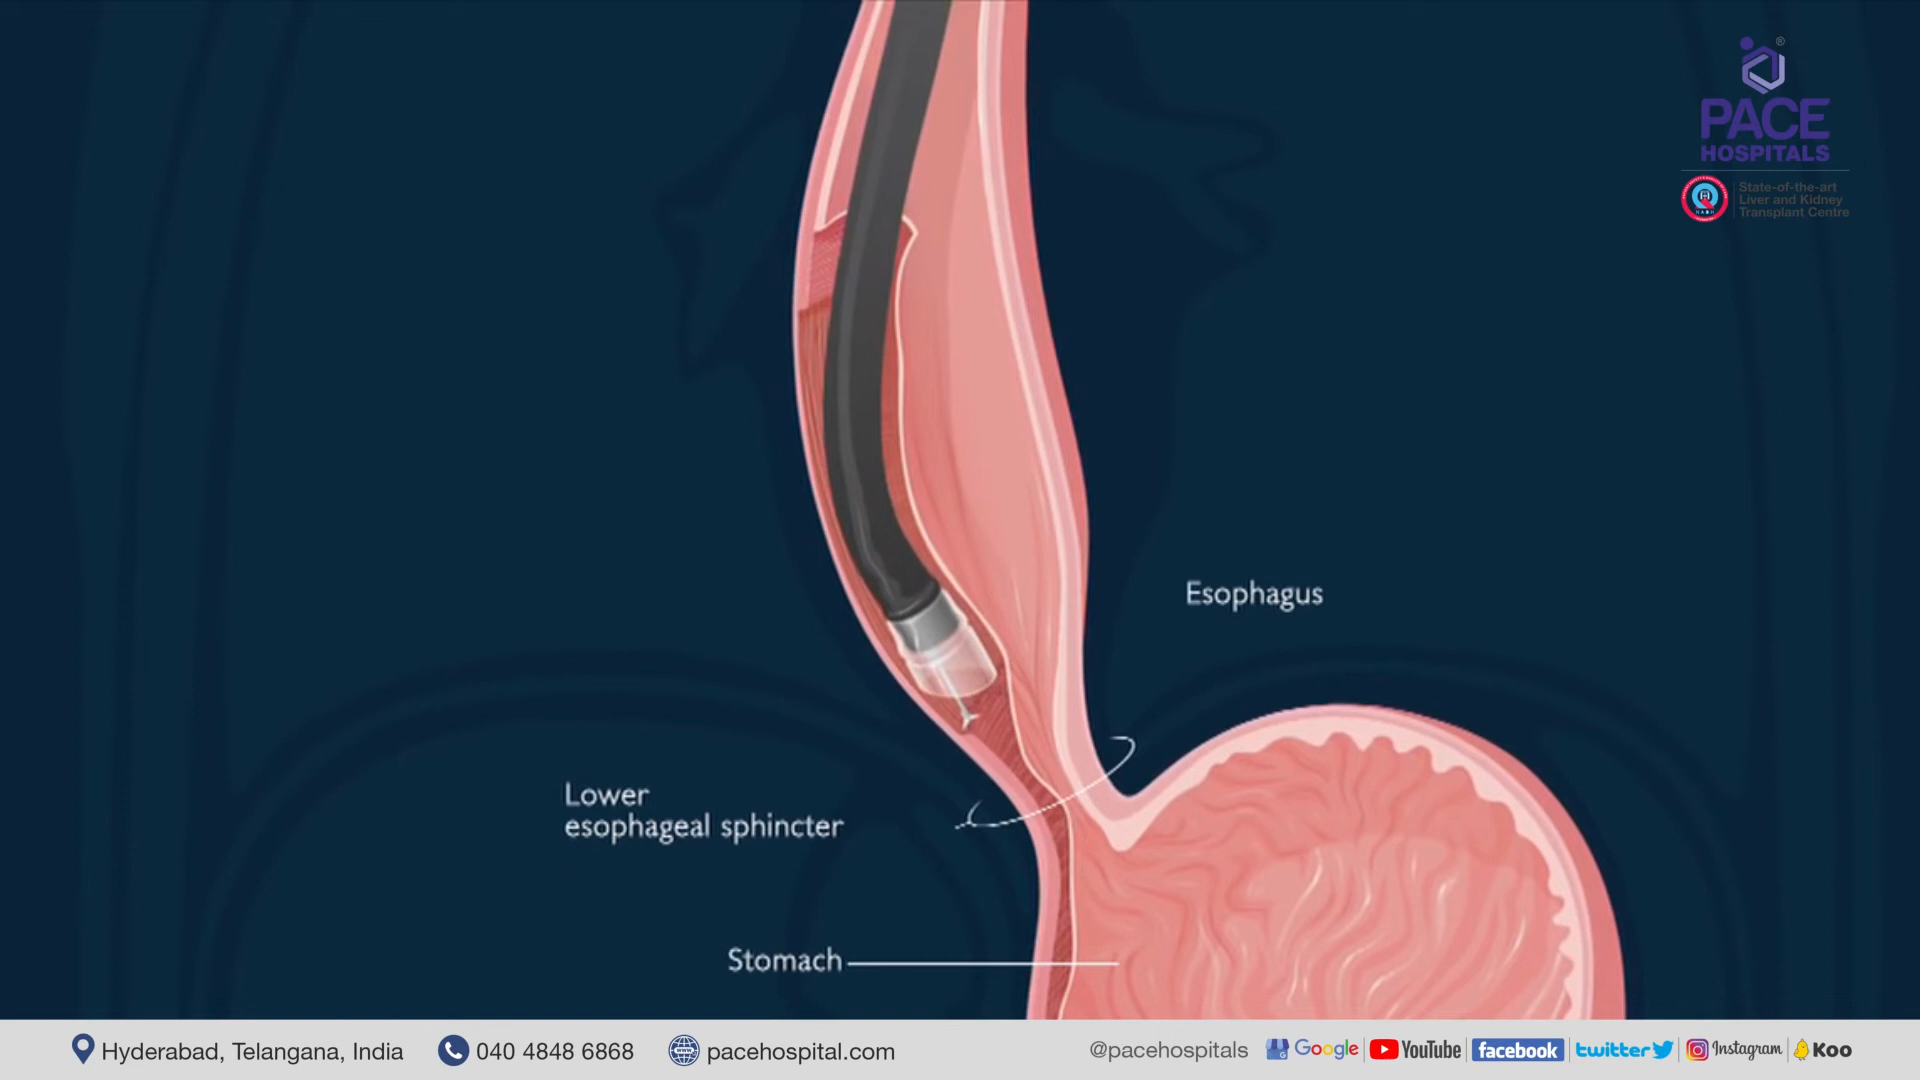 ®
PACE
HOSPITALS
State-of-the-art
Liver and Kidney
Transplant Centre
Esophagus
Lower
esophageal sphincter
Stomach
Hyderabad, Telangana, India 040 4848 6868 pacehospital.com @pacehospitals Google YouTube facebook twitter Instagram Koo